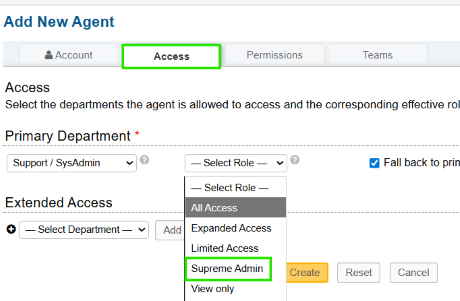 Add New Agent
Account
Access
Permissions
Teams
Access
Select the departments the agent is allowed to access and the corresponding effective rol
Primary Department *
Support / SysAdmin
— Select Role —
Fall back to prim
— Select Role —
All Access
Extended Access
Expanded Access
— Select Department —
Add
Limited Access
Supreme Admin
Create
Reset
Cancel
View only